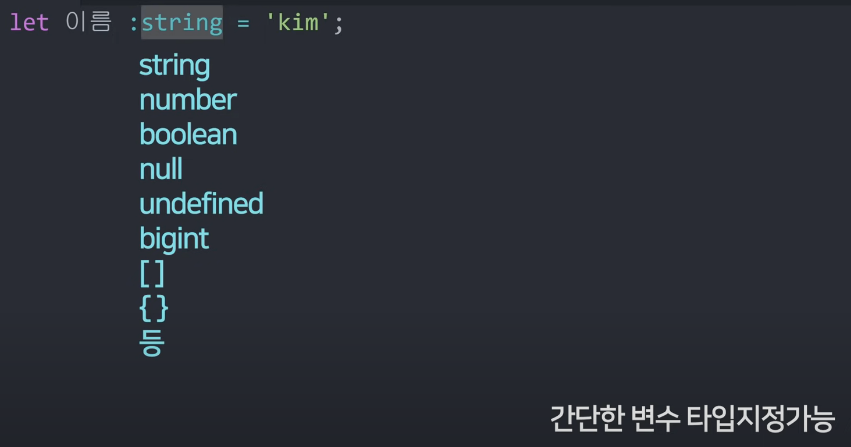 let 이름 :string = 'kim';
string
number
boolean
null
undefined
bigint
[]
{}
등
간단한 변수 타입지정가능